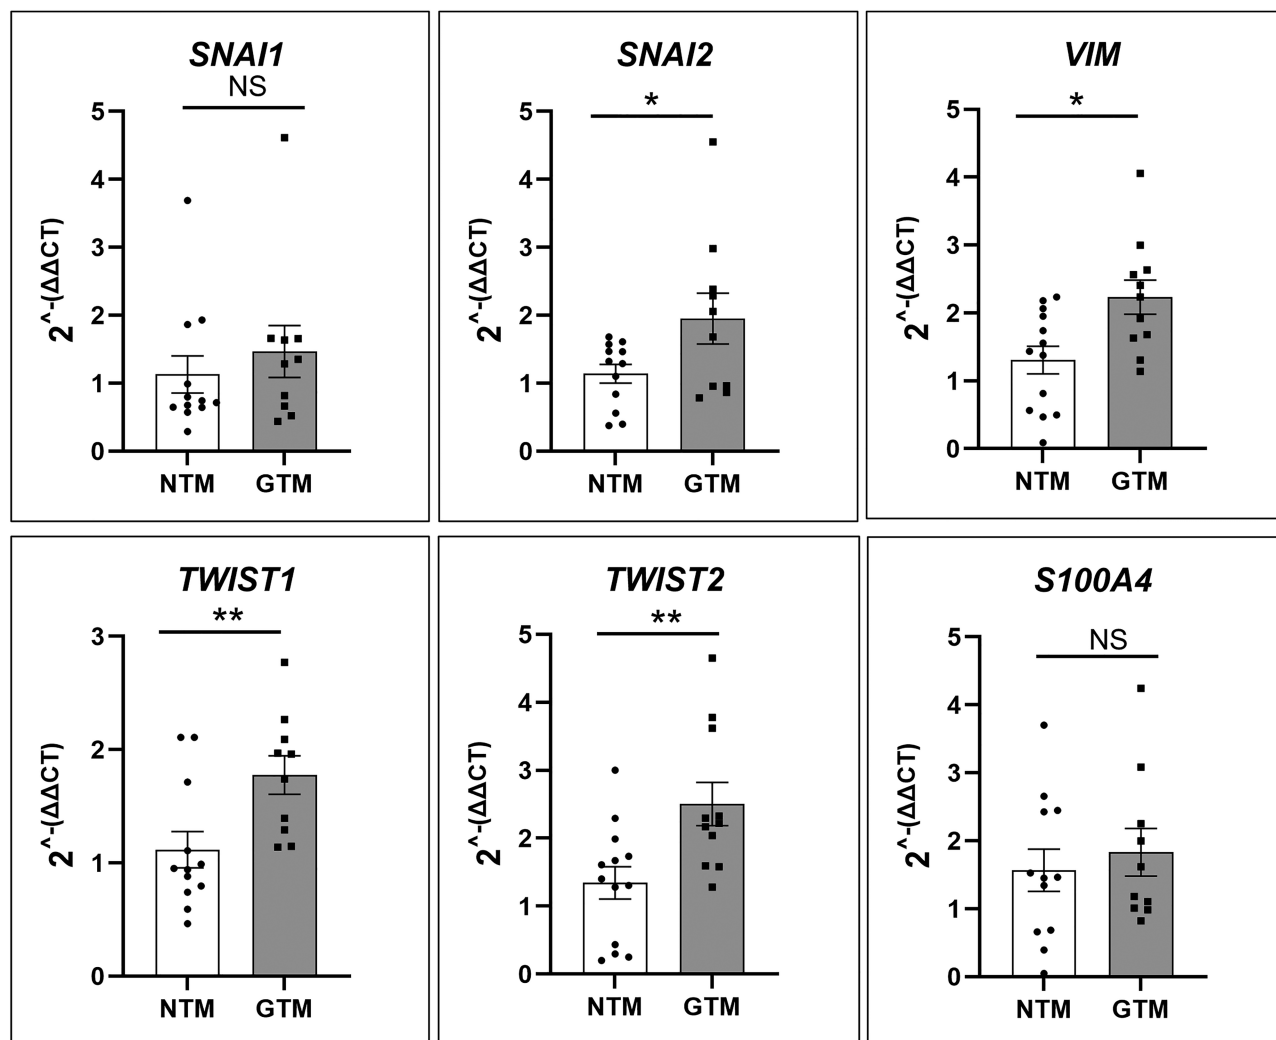 SNAI1
NS
5
4
3
2
1
0
2^-(ΔΔCT)
NTM GTM
SNAI2
*
5
4
3
2
1
0
2^-(ΔΔCT)
NTM GTM
VIM
*
5
4
3
2
1
0
2^-(ΔΔCT)
NTM GTM
TWIST1
**
3
2
1
0
2^-(ΔΔCT)
NTM GTM
TWIST2
**
5
4
3
2
1
0
2^-(ΔΔCT)
NTM GTM
S100A4
NS
5
4
3
2
1
0
2^-(ΔΔCT)
NTM GTM